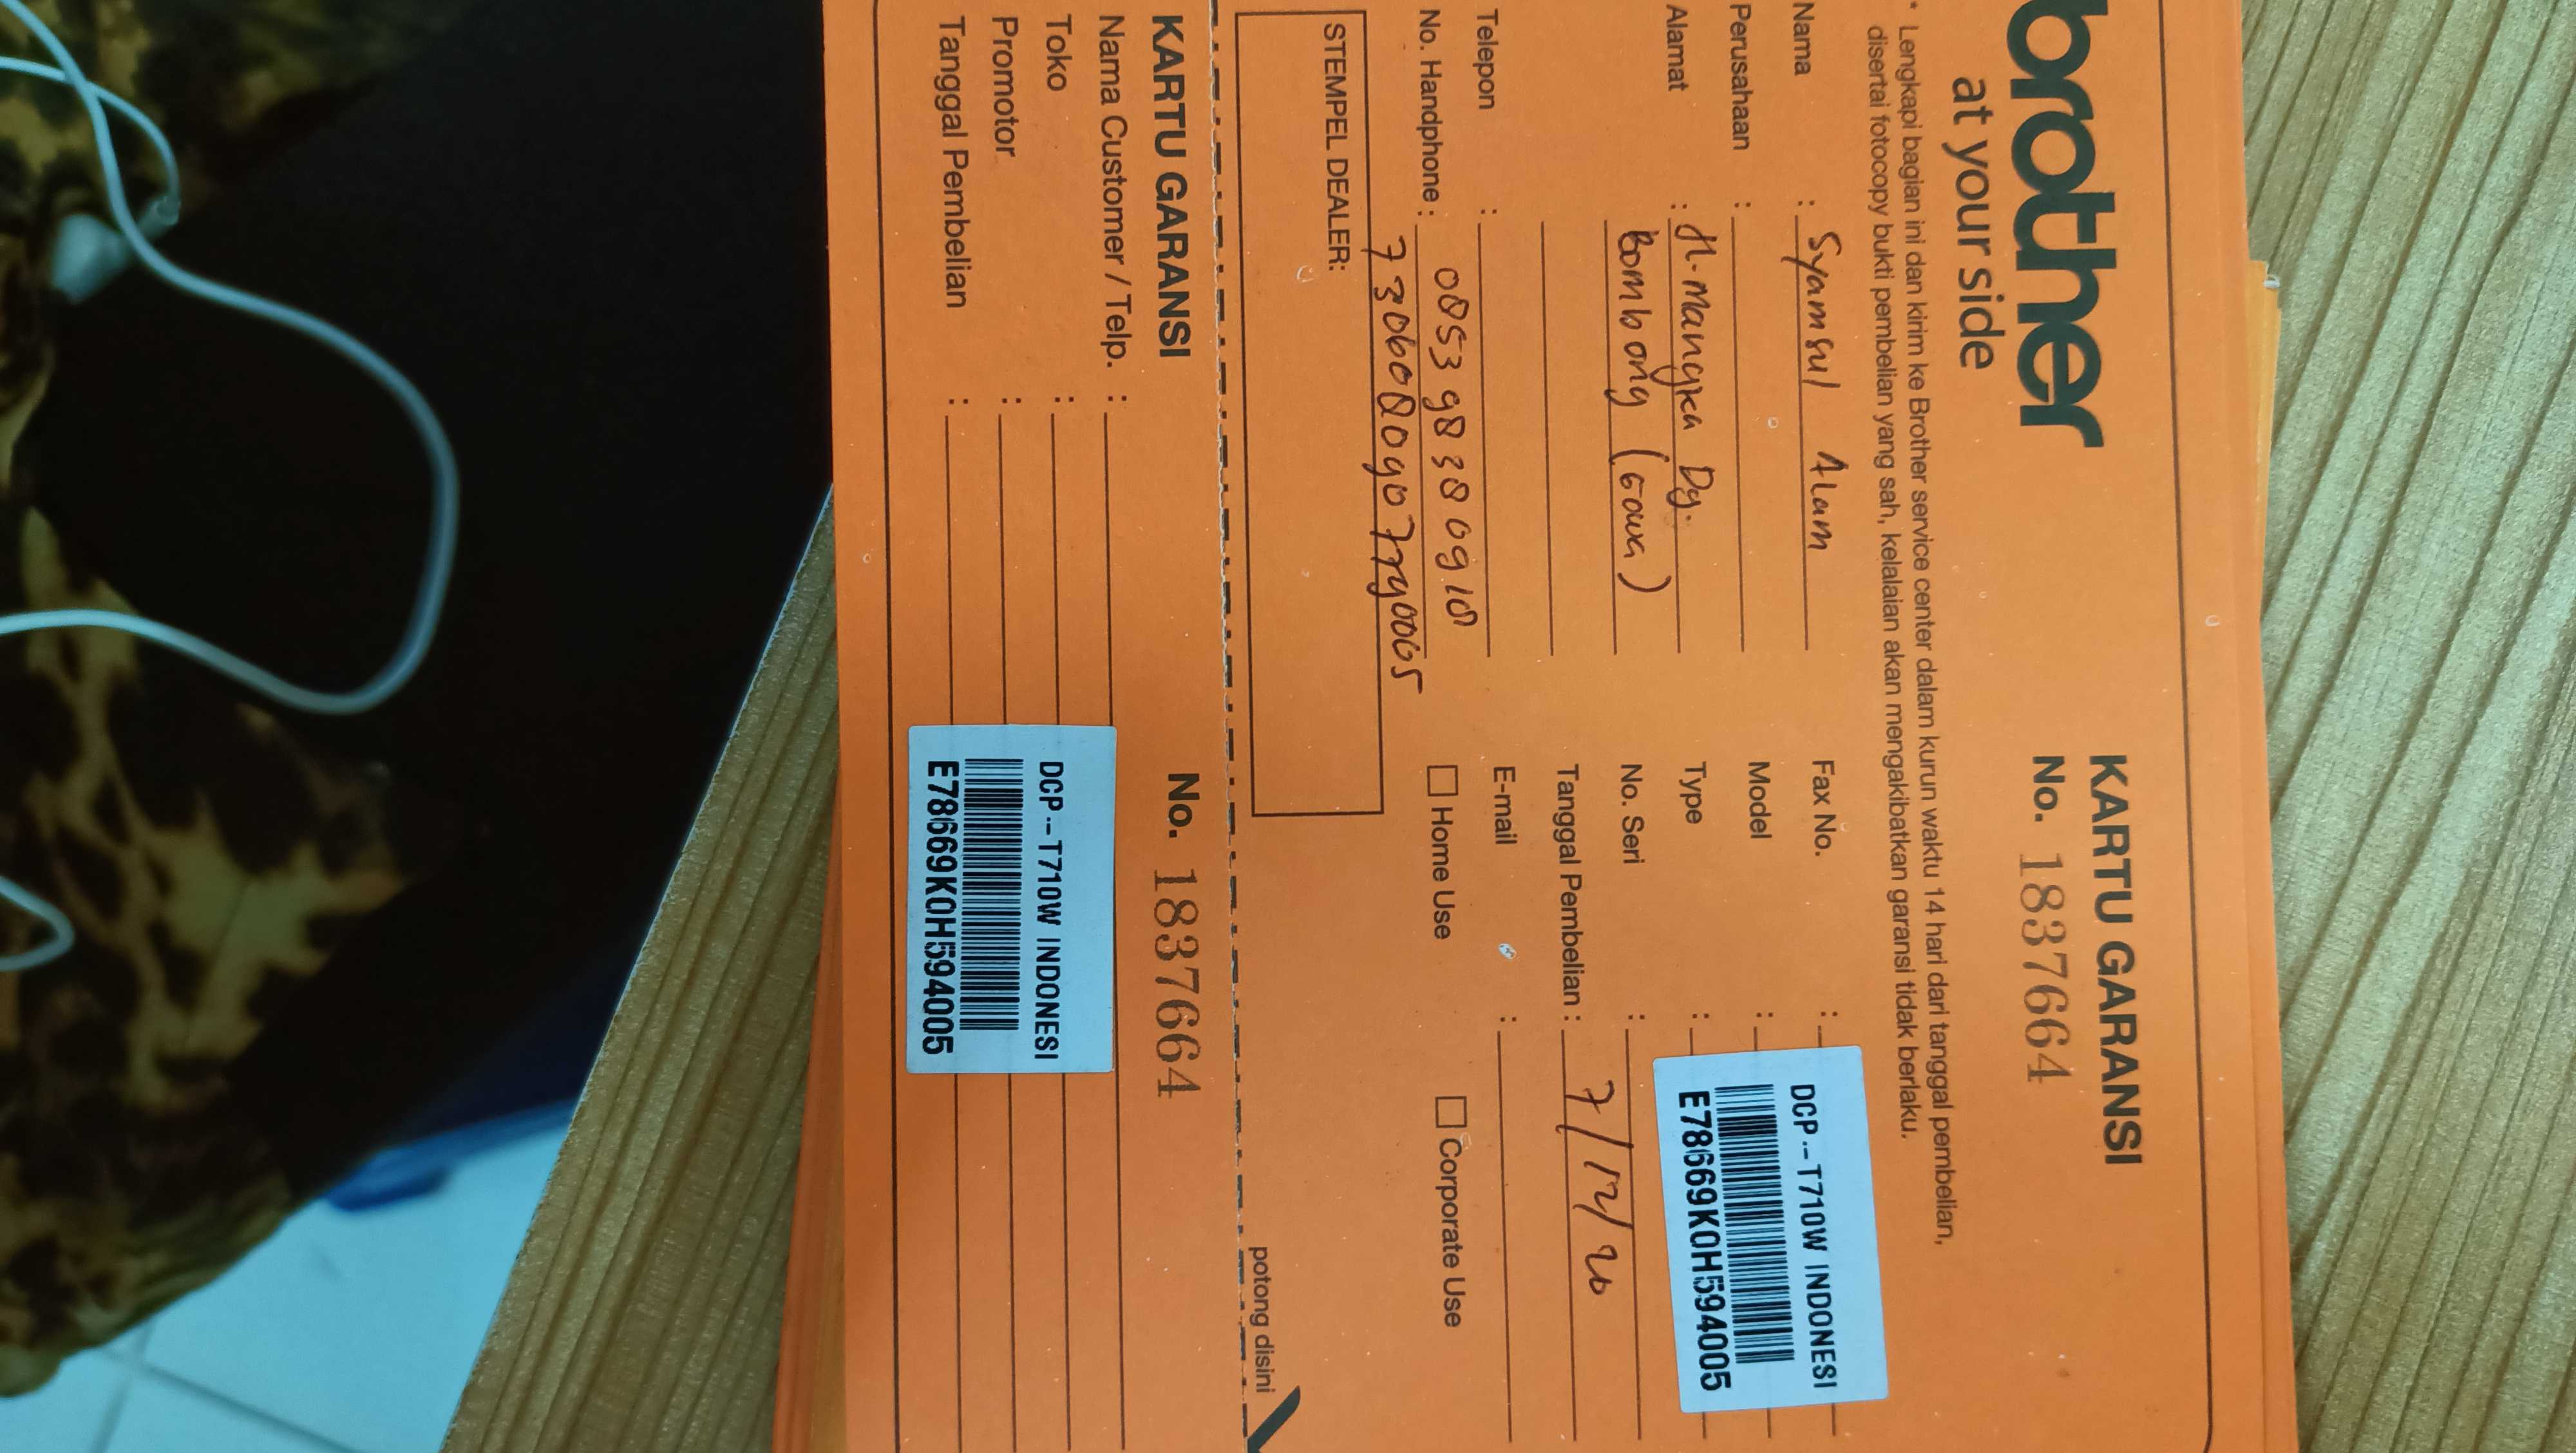 brother
at your side
KARTU GARANSI
No. 1837664
* Lengkapi bagian ini dan kirim ke Brother service center dalam kurun waktu 14 hari dari tanggal pembelian,
disertai fotocopy bukti pembelian yang sah, kelalaian akan mengakibatkan garansi tidak berlaku.
Nama : Syamsul Alam
Perusahaan :
Alamat : Jl. Mangka Dg.
Bombong (Gowa)
Telepon :
No. Handphone : 0853 9838 0918
Fax No. :
Model :
Type :
No. Seri :
DCP--T710W INDONESI
E78669K0H594005
Tanggal Pembelian : 7/12/20
E-mail :
Home Use
Corporate Use
STEMPEL DEALER:
potong disini
KARTU GARANSI
No. 1837664
Nama Customer / Telp. :
Toko :
Promotor :
Tanggal Pembelian :
DCP--T710W INDONESI
E78669K0H594005